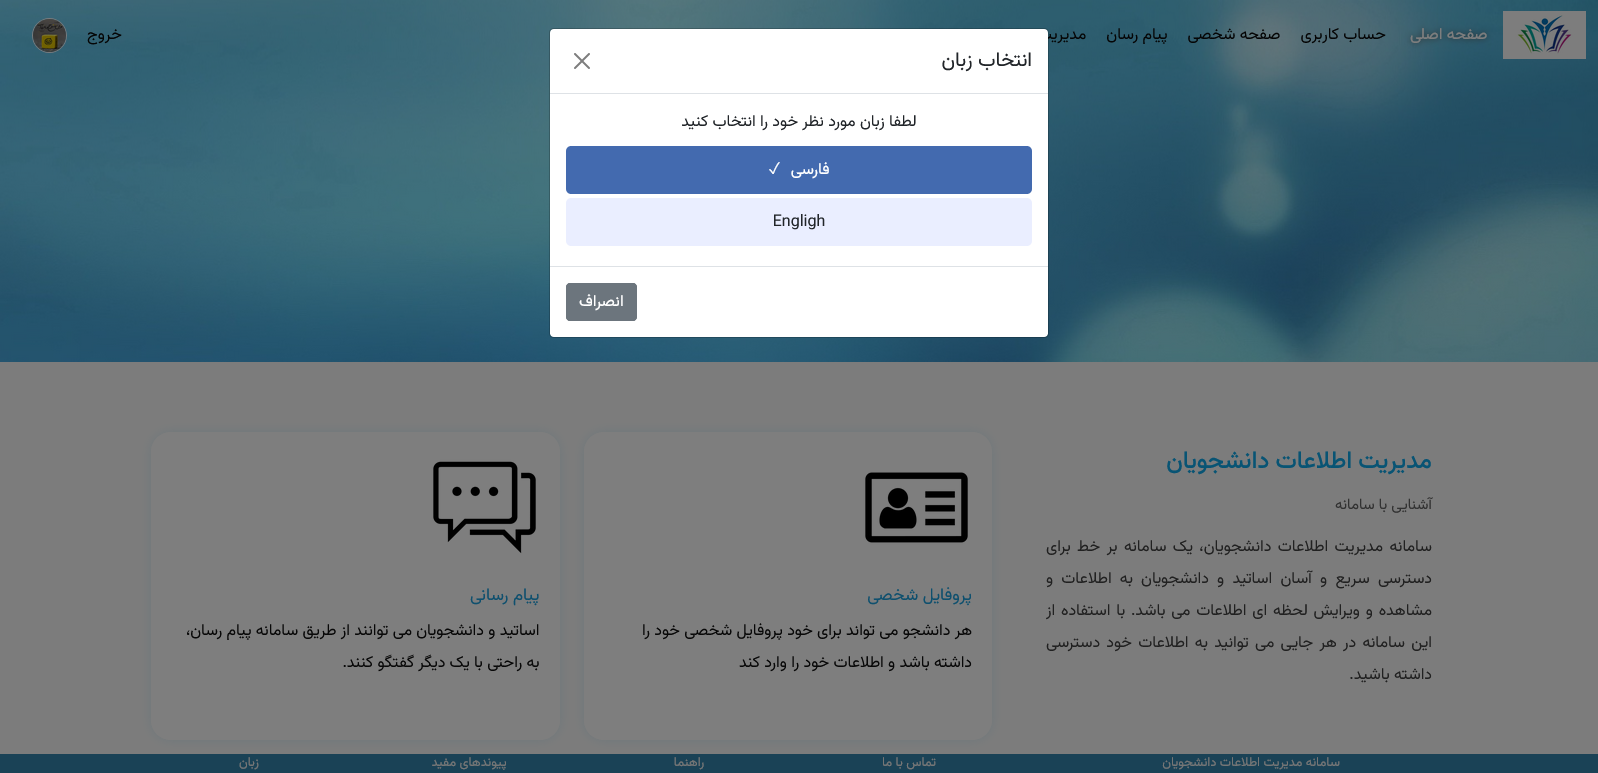 صفحه اصلی حساب کاربری صفحه شخصی پیام رسان مدیریت خروج
انتخاب زبان
لطفا زبان مورد نظر خود را انتخاب کنید
فارسی ✓
Engligh
انصراف
مدیریت اطلاعات دانشجویان
آشنایی با سامانه
سامانه مدیریت اطلاعات دانشجویان، یک سامانه بر خط برای
دسترسی سریع و آسان اساتید و دانشجویان به اطلاعات و
مشاهده و ویرایش لحظه ای اطلاعات می باشد. با استفاده از
این سامانه در هر جایی می توانید به اطلاعات خود دسترسی
داشته باشید.
پروفایل شخصی
هر دانشجو می تواند برای خود پروفایل شخصی خود را
داشته باشد و اطلاعات خود را وارد کند
پیام رسانی
اساتید و دانشجویان می توانند از طریق سامانه پیام رسان،
به راحتی با یک دیگر گفتگو کنند.
سامانه مدیریت اطلاعات دانشجویان تماس با ما راهنما پیوندهای مفید زبان